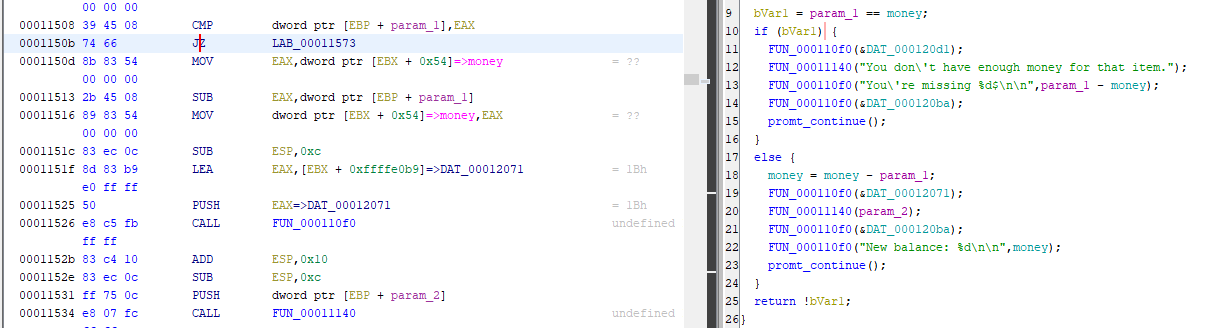 00 00 00
00011508 39 45 08 CMP dword ptr [EBP + param_1],EAX
0001150b 74 66 JZ LAB_00011573
0001150d 8b 83 54 MOV EAX,dword ptr [EBX + 0x54]=>money = ??
00 00 00
00011513 2b 45 08 SUB EAX,dword ptr [EBP + param_1]
00011516 89 83 54 MOV dword ptr [EBX + 0x54]=>money,EAX = ??
00 00 00
0001151c 83 ec 0c SUB ESP,0xc
0001151f 8d 83 b9 LEA EAX,[EBX + 0xffffe0b9]=>DAT_00012071 = 1Bh
e0 ff ff
00011525 50 PUSH EAX=>DAT_00012071 = 1Bh
00011526 e8 c5 fb CALL FUN_000110f0 undefined
ff ff
0001152b 83 c4 10 ADD ESP,0x10
0001152e 83 ec 0c SUB ESP,0xc
00011531 ff 75 0c PUSH dword ptr [EBP + param_2]
00011534 e8 07 fc CALL FUN_00011140 undefined
9 bVar1 = param_1 == money;
10 if (bVar1) {
11 FUN_000110f0(&DAT_000120d1);
12 FUN_00011140("You don\'t have enough money for that item.");
13 FUN_000110f0("You\'re missing %d$\n\n",param_1 - money);
14 FUN_000110f0(&DAT_000120ba);
15 promt_continue();
16 }
17 else {
18 money = money - param_1;
19 FUN_000110f0(&DAT_00012071);
20 FUN_00011140(param_2);
21 FUN_000110f0(&DAT_000120ba);
22 FUN_000110f0("New balance: %d\n\n",money);
23 promt_continue();
24 }
25 return !bVar1;
26 }